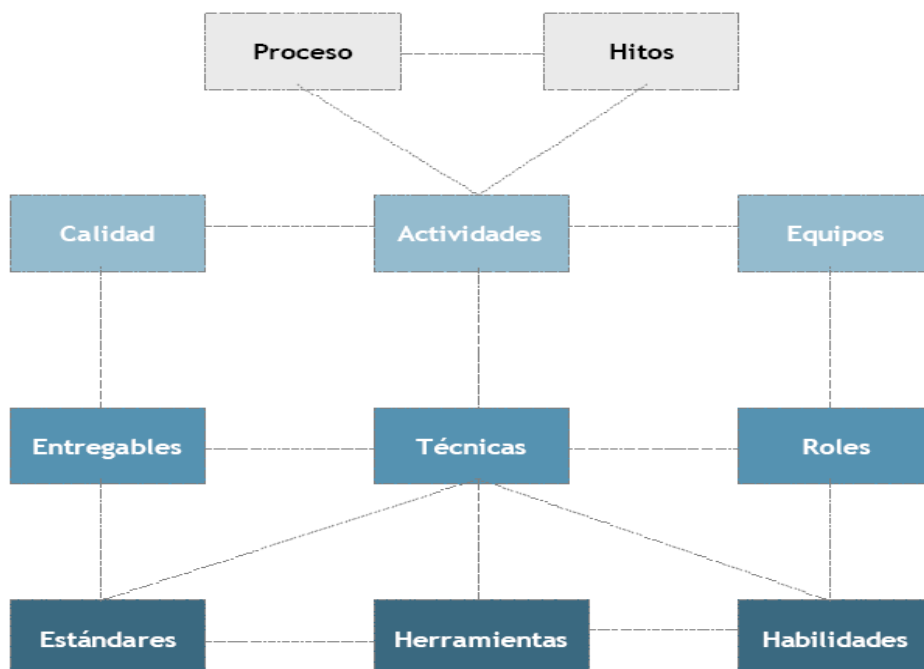 Proceso
Hitos
Calidad
Actividades
Equipos
Entregables
Técnicas
Roles
Estándares
Herramientas
Habilidades